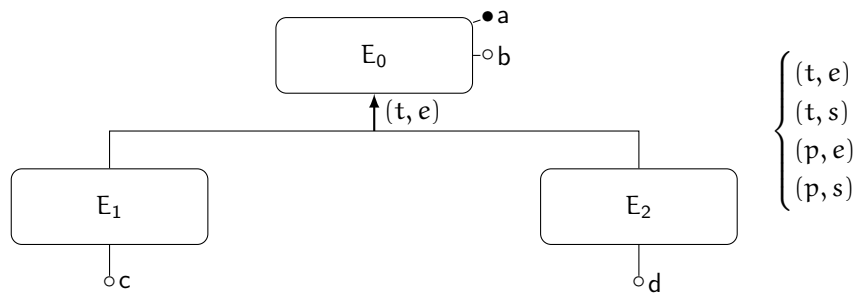 a
E₀
b
(t, e)
(t, e)
(t, s)
(p, e)
(p, s)
E₁
E₂
c
d